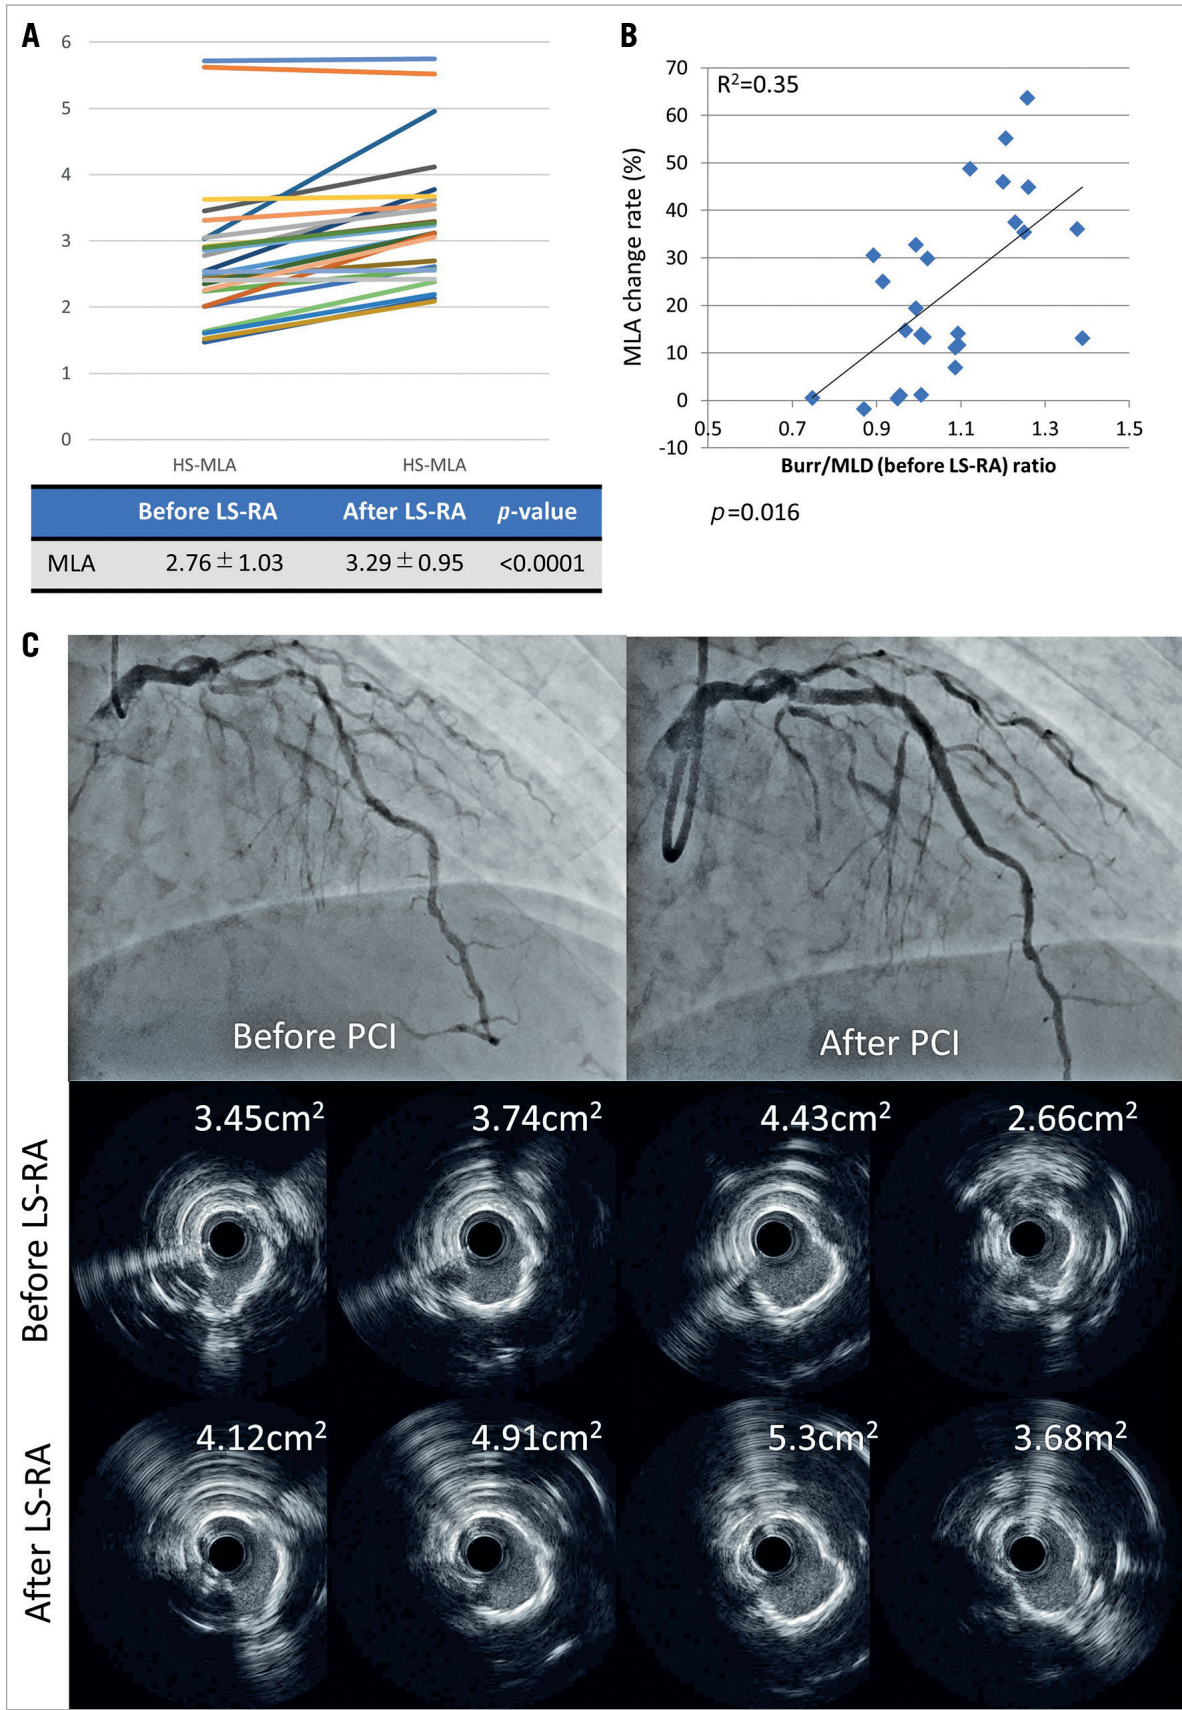 A
6
5
4
3
2
1
0
HS-MLA HS-MLA
Before LS-RA After LS-RA p-value
MLA 2.76 ± 1.03 3.29 ± 0.95 <0.0001
B
R²=0.35
MLA change rate (%)
70
60
50
40
30
20
10
0
-10
0.5 0.7 0.9 1.1 1.3 1.5
Burr/MLD (before LS-RA) ratio
p=0.016
C
Before PCI
After PCI
Before LS-RA
3.45cm² 3.74cm² 4.43cm² 2.66cm²
After LS-RA
4.12cm² 4.91cm² 5.3cm² 3.68m²